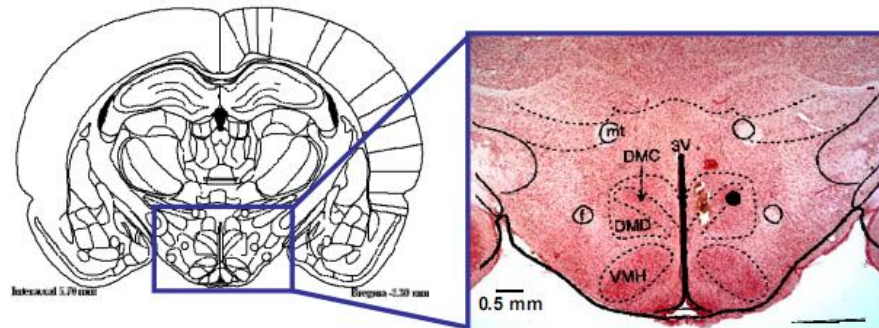 mt
3V
DMC
f
DMD
VMH
Interaural 5.70 mm
Bregma -3.30 mm
0.5 mm